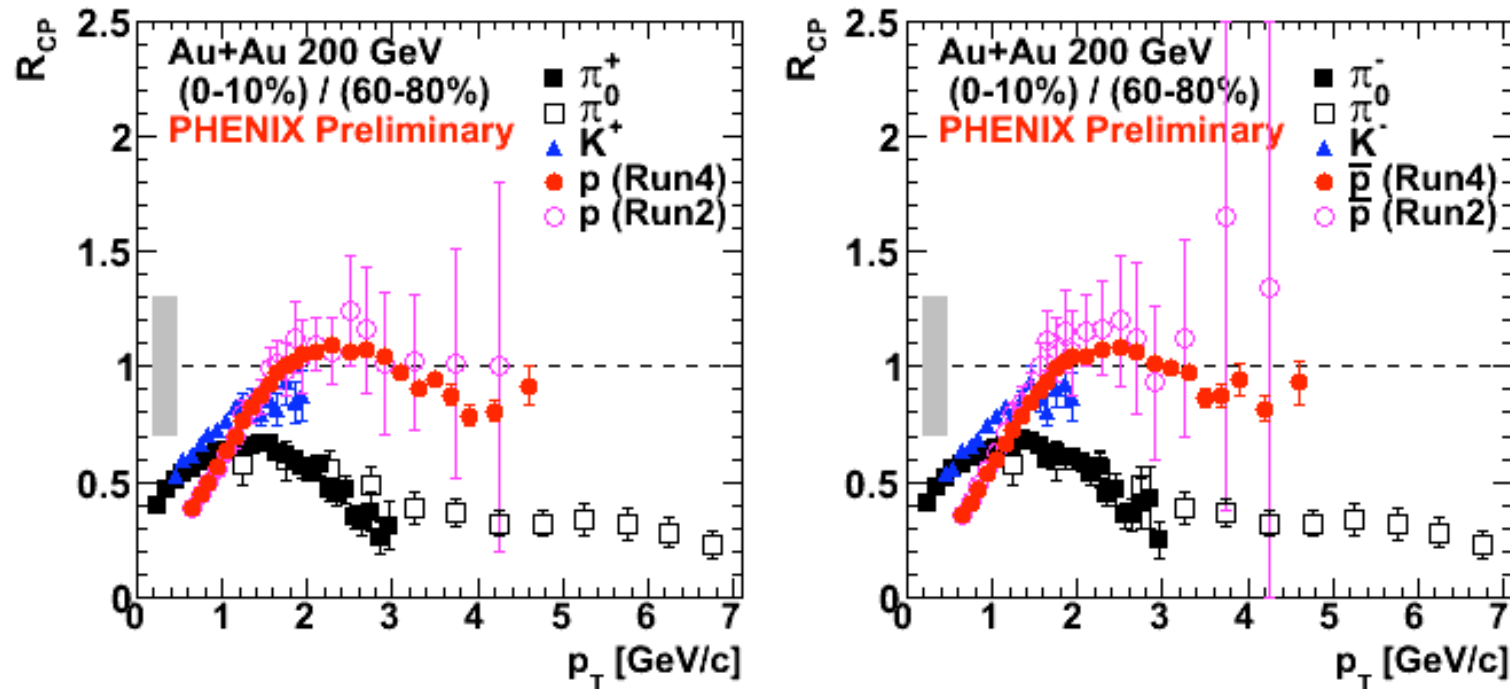 R_CP
2.5
2
1.5
1
0.5
0
Au+Au 200 GeV
(0-10%) / (60-80%)
PHENIX Preliminary
π⁺
π⁰
K⁺
p (Run4)
p (Run2)
0 1 2 3 4 5 6 7
p_T [GeV/c]
R_CP
2.5
2
1.5
1
0.5
0
Au+Au 200 GeV
(0-10%) / (60-80%)
PHENIX Preliminary
π⁻
π⁰
K⁻
p̅ (Run4)
p̅ (Run2)
0 1 2 3 4 5 6 7
p_T [GeV/c]